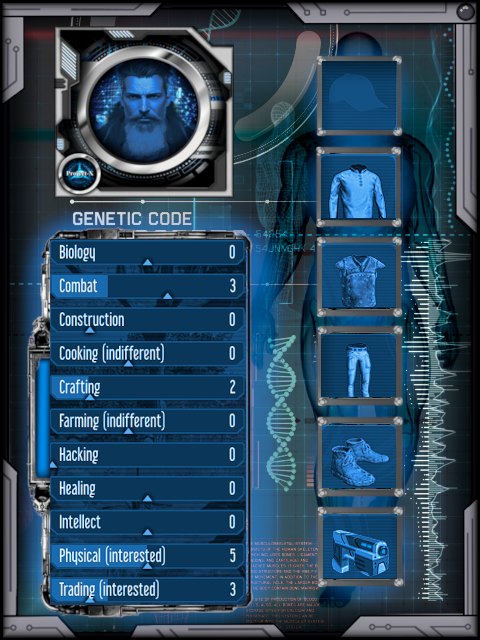 Project-X
GENETIC CODE
Biology 0
Combat 3
Construction 0
Cooking (indifferent) 0
Crafting 2
Farming (indifferent) 0
Hacking 0
Healing 0
Intellect 0
Physical (interested) 5
Trading (interested) 3